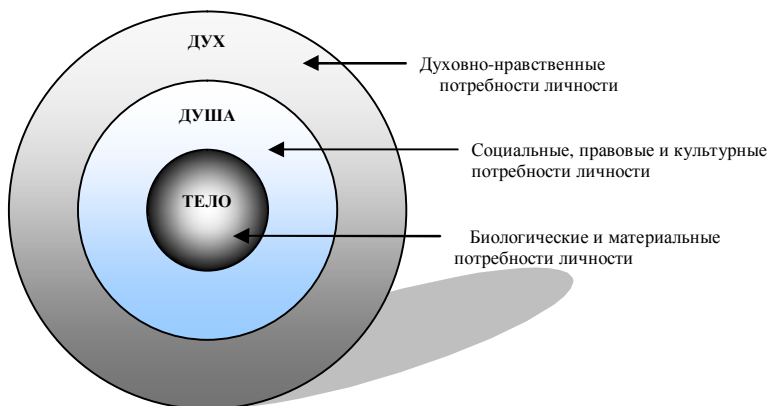 ДУХ
Духовно-нравственные
потребности личности
ДУША
Социальные, правовые и культурные
потребности личности
ТЕЛО
Биологические и материальные
потребности личности